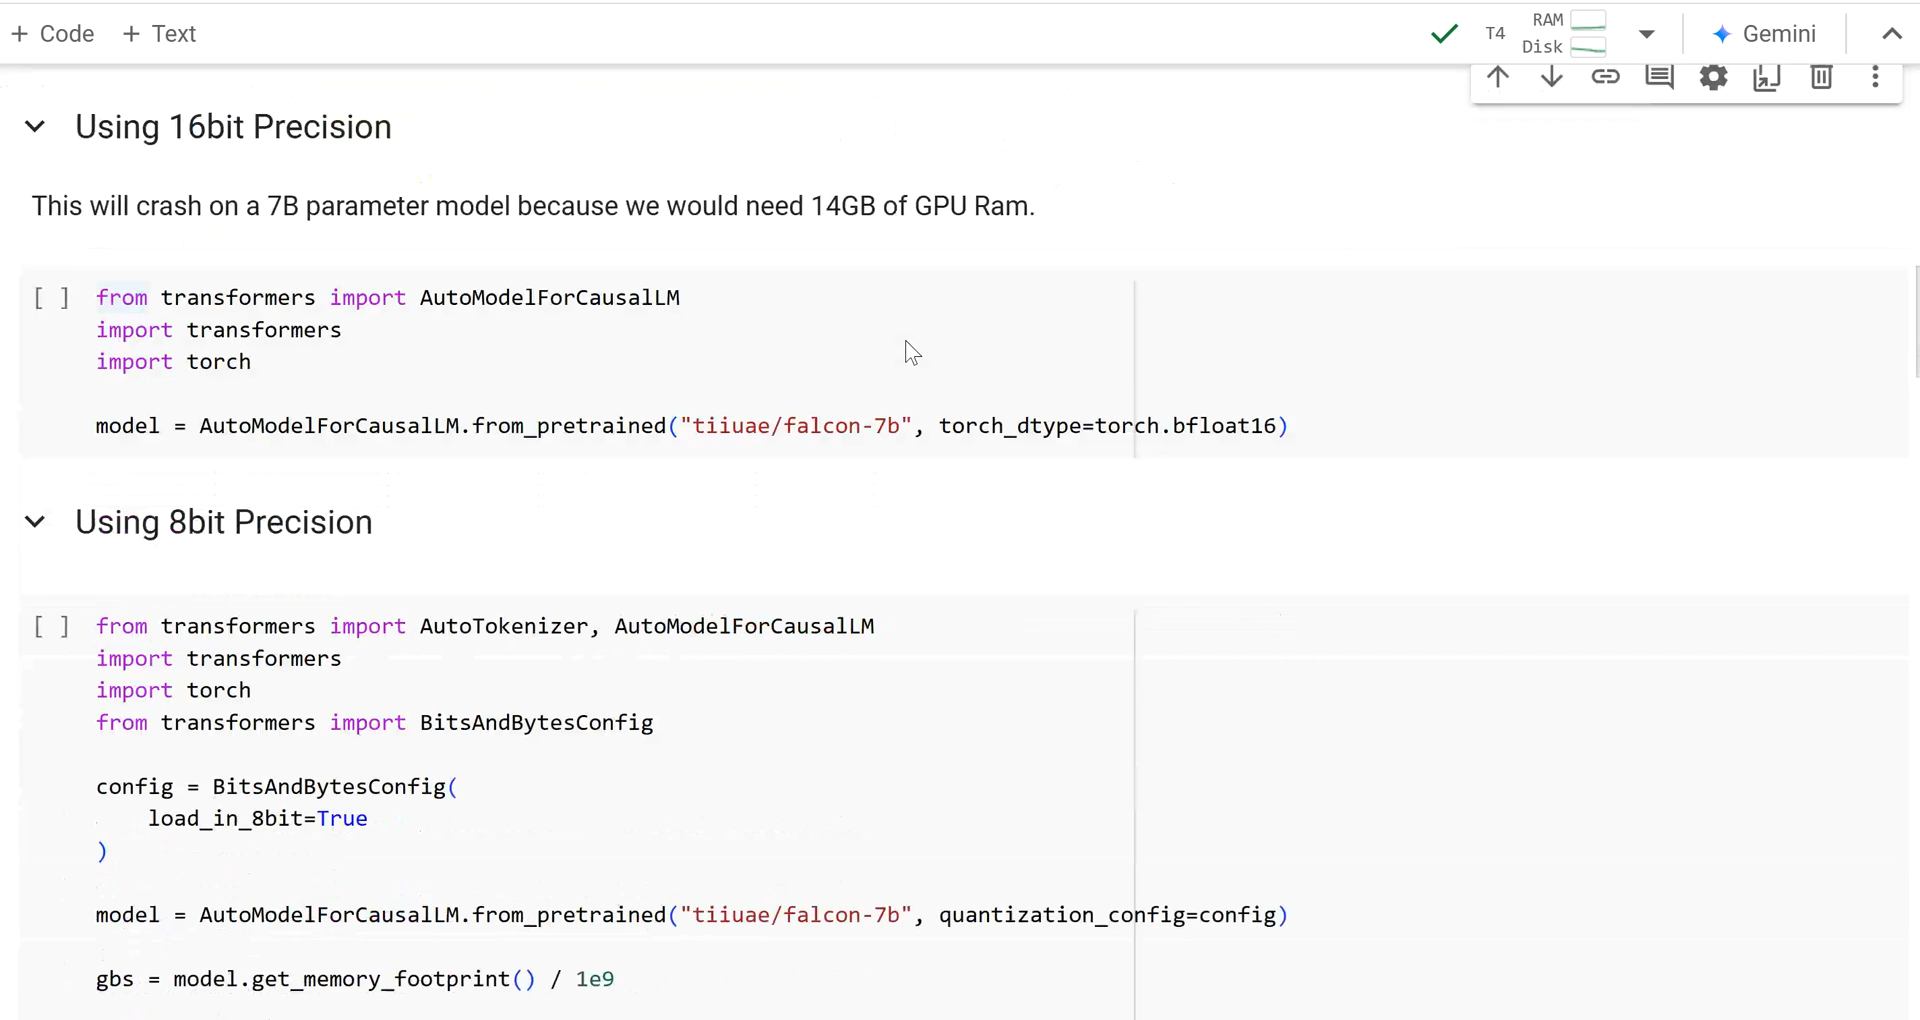 + Code + Text
T4
RAM
Disk
Gemini
Using 16bit Precision
This will crash on a 7B parameter model because we would need 14GB of GPU Ram.
[ ] from transformers import AutoModelForCausalLM
import transformers
import torch
model = AutoModelForCausalLM.from_pretrained("tiiuae/falcon-7b", torch_dtype=torch.bfloat16)
Using 8bit Precision
[ ] from transformers import AutoTokenizer, AutoModelForCausalLM
import transformers
import torch
from transformers import BitsAndBytesConfig
config = BitsAndBytesConfig(
    load_in_8bit=True
)
model = AutoModelForCausalLM.from_pretrained("tiiuae/falcon-7b", quantization_config=config)
gbs = model.get_memory_footprint() / 1e9